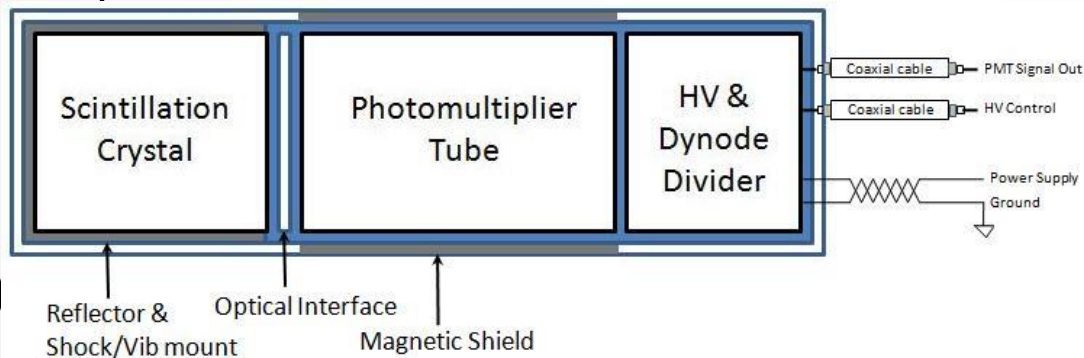 Scintillation
Crystal
Photomultiplier
Tube
HV &
Dynode
Divider
Coaxial cable
PMT Signal Out
Coaxial cable
HV Control
Power Supply
Ground
Reflector &
Shock/Vib mount
Optical Interface
Magnetic Shield